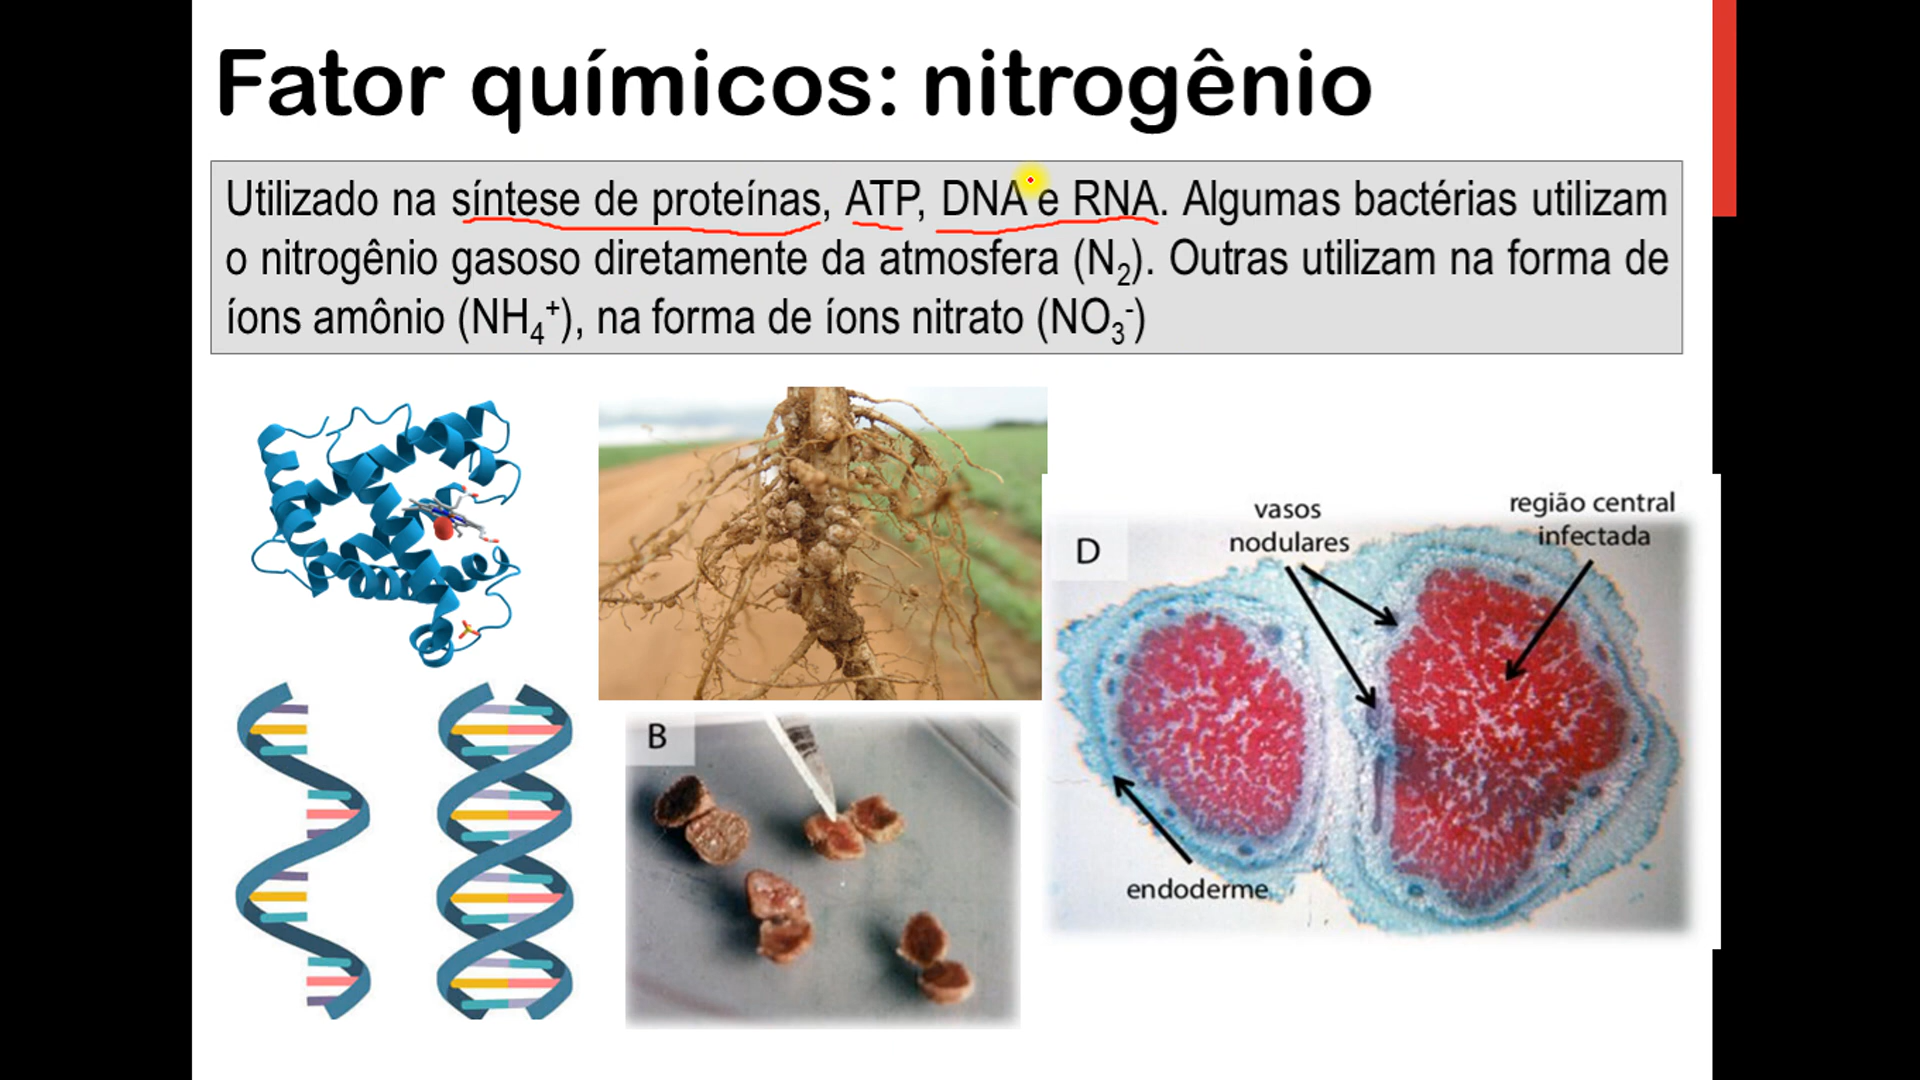 Fator químicos: nitrogênio
Utilizado na síntese de proteínas, ATP, DNA e RNA. Algumas bactérias utilizam
o nitrogênio gasoso diretamente da atmosfera (N₂). Outras utilizam na forma de
íons amônio (NH₄⁺), na forma de íons nitrato (NO₃⁻)
vasos
nodulares
região central
infectada
D
B
endoderme